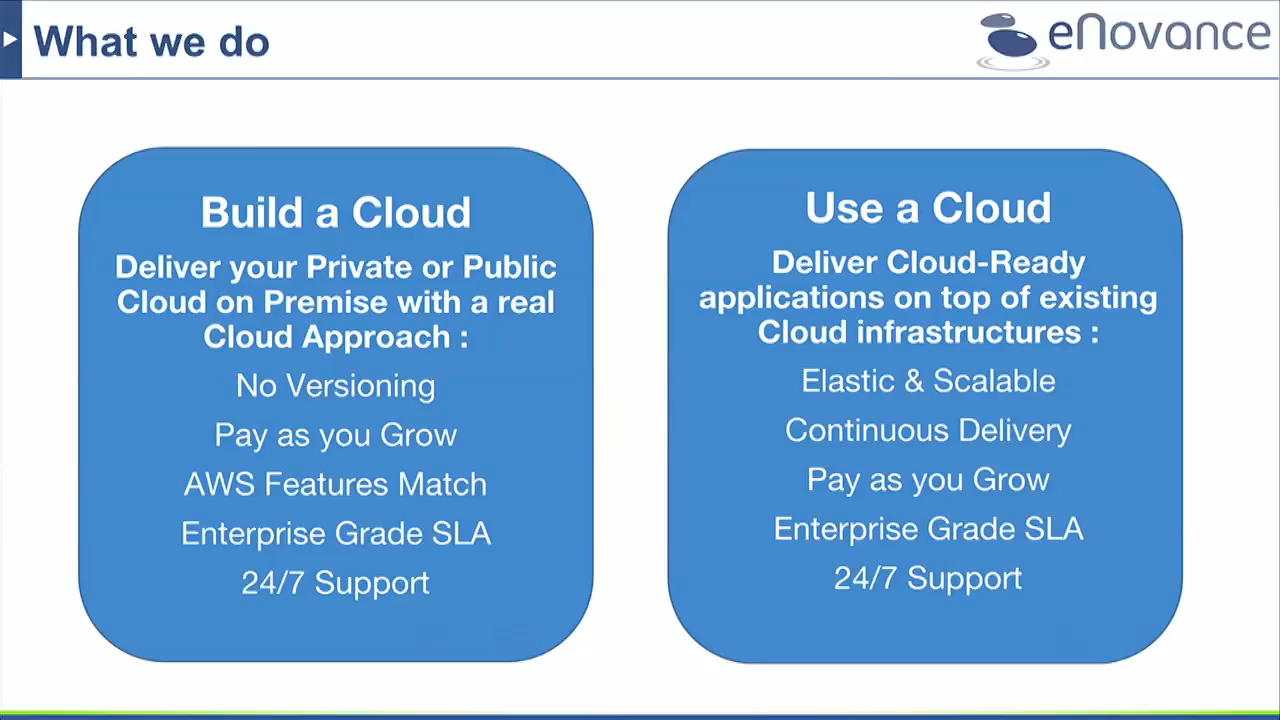 What we do
eNovance
Build a Cloud
Deliver your Private or Public
Cloud on Premise with a real
Cloud Approach :
No Versioning
Pay as you Grow
AWS Features Match
Enterprise Grade SLA
24/7 Support
Use a Cloud
Deliver Cloud-Ready
applications on top of existing
Cloud infrastructures :
Elastic & Scalable
Continuous Delivery
Pay as you Grow
Enterprise Grade SLA
24/7 Support